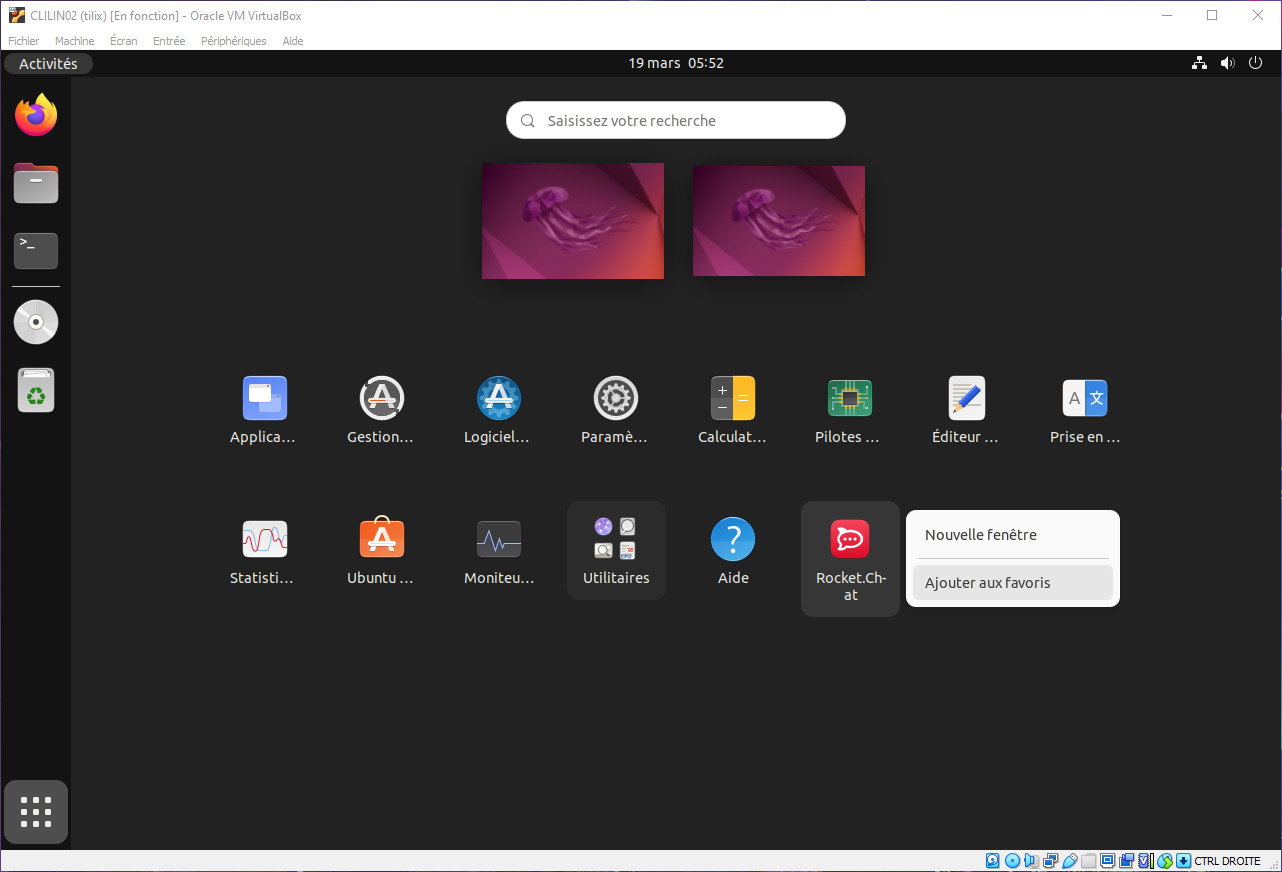 CLILIN02 (tilix) [En fonction] - Oracle VM VirtualBox
Fichier Machine Écran Entrée Périphériques Aide
Activités 19 mars 05:52
Saisissez votre recherche
>_
Applica... Gestion... Logiciel... Paramè... Calculat... Pilotes ... Éditeur ... Prise en ...
Statisti... Ubuntu ... Moniteu... Utilitaires Aide Rocket.Ch-
at
Nouvelle fenêtre
Ajouter aux favoris
CTRL DROITE